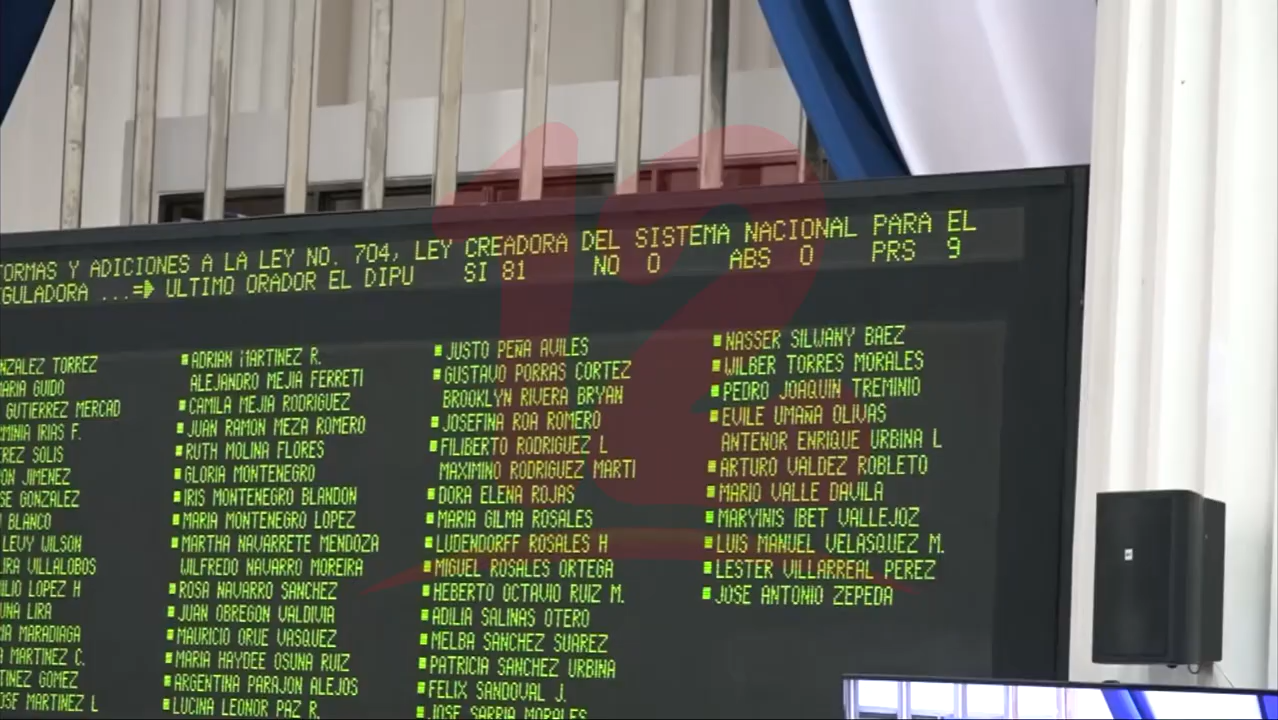 FORMAS Y ADICIONES A LA LEY NO. 704, LEY CREADORA DEL SISTEMA NACIONAL PARA EL
GULADORA ...=> ULTIMO ORADOR EL DIPU SI 81 NO 0 ABS 0 PRS 9
NZALEZ TORREZ
ARIA GUIDO
GUTIERREZ MERCAD
MINIA IRIAS F.
REZ SOLIS
ON JIMENEZ
SE GONZALEZ
BLANCO
LEVY WILSON
LIRA VILLALOBOS
ILIO LOPEZ H
UNA LIRA
IA MARADIAGA
A MARTINEZ C.
TINEZ GOMEZ
OSE MARTINEZ L
ADRIAN MARTINEZ R.
ALEJANDRO MEJIA FERRETI
CAMILA MEJIA RODRIGUEZ
JUAN RAMON MEZA ROMERO
RUTH MOLINA FLORES
GLORIA MONTENEGRO
IRIS MONTENEGRO BLANDON
MARIA MONTENEGRO LOPEZ
MARTHA NAVARRETE MENDOZA
WILFREDO NAVARRO MOREIRA
ROSA NAVARRO SANCHEZ
JUAN OBREGON VALDIVIA
MAURICIO ORUE VASQUEZ
MARIA HAYDEE OSUNA RUIZ
ARGENTINA PARAJON ALEJOS
LUCINA LEONOR PAZ R.
JUSTO PEÑA AVILES
GUSTAVO PORRAS CORTEZ
BROOKLYN RIVERA BRYAN
JOSEFINA ROA ROMERO
FILIBERTO RODRIGUEZ L
MAXIMINO RODRIGUEZ MARTI
DORA ELENA ROJAS
MARIA GILMA ROSALES
LUDENDORFF ROSALES H
MIGUEL ROSALES ORTEGA
HEBERTO OCTAVIO RUIZ M.
ADILIA SALINAS OTERO
MELBA SANCHEZ SUAREZ
PATRICIA SANCHEZ URBINA
FELIX SANDOVAL J.
JOSE SARRIA MORALES
NASSER SILWANY BAEZ
WILBER TORRES MORALES
PEDRO JOAQUIN TREMINIO
EVILE UMAÑA OLIVAS
ANTENOR ENRIQUE URBINA L
ARTURO VALDEZ ROBLETO
MARIO VALLE DAVILA
MARYINIS IBET VALLEJOZ
LUIS MANUEL VELASQUEZ M.
LESTER VILLARREAL PEREZ
JOSE ANTONIO ZEPEDA
12